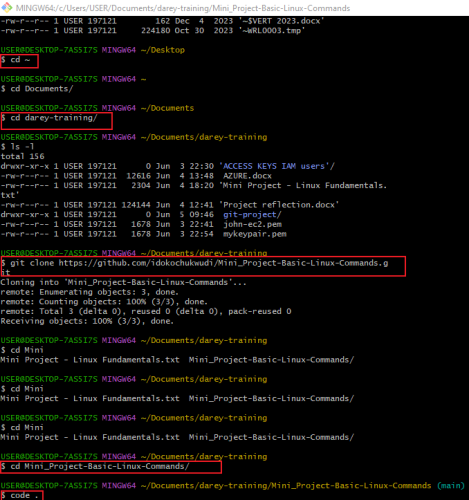 MINGW64:/c/Users/USER/Documents/darey-training/Mini_Project-Basic-Linux-Commands
-rw-r--r-- 1 USER 197121    162 Dec  4  2023 '~$VERT 2023.docx'
-rw-r--r-- 1 USER 197121 224180 Oct 30  2023 '~WRL0003.tmp'
USER@DESKTOP-7AS5I7S MINGW64 ~/Desktop
$ cd ~
USER@DESKTOP-7AS5I7S MINGW64 ~
$ cd Documents/
USER@DESKTOP-7AS5I7S MINGW64 ~/Documents
$ cd darey-training/
USER@DESKTOP-7AS5I7S MINGW64 ~/Documents/darey-training
$ ls -l
total 156
drwxr-xr-x 1 USER 197121      0 Jun  3 22:30 'ACCESS KEYS IAM users'/
-rw-r--r-- 1 USER 197121  12616 Jun  4 13:48  AZURE.docx
-rw-r--r-- 1 USER 197121   2304 Jun  4 18:20 'Mini Project - Linux Fundamentals.
txt'
-rw-r--r-- 1 USER 197121 124144 Jun  4 12:41 'Project reflection.docx'
drwxr-xr-x 1 USER 197121      0 Jun  5 09:46  git-project/
-rw-r--r-- 1 USER 197121   1678 Jun  3 22:41  john-ec2.pem
-rw-r--r-- 1 USER 197121   1678 Jun  3 22:54  mykeypair.pem
USER@DESKTOP-7AS5I7S MINGW64 ~/Documents/darey-training
$ git clone https://github.com/idokochukwudi/Mini_Project-Basic-Linux-Commands.g
it
Cloning into 'Mini_Project-Basic-Linux-Commands'...
remote: Enumerating objects: 3, done.
remote: Counting objects: 100% (3/3), done.
remote: Total 3 (delta 0), reused 0 (delta 0), pack-reused 0
Receiving objects: 100% (3/3), done.
USER@DESKTOP-7AS5I7S MINGW64 ~/Documents/darey-training
$ cd Mini
Mini Project - Linux Fundamentals.txt  Mini_Project-Basic-Linux-Commands/
USER@DESKTOP-7AS5I7S MINGW64 ~/Documents/darey-training
$ cd Mini
Mini Project - Linux Fundamentals.txt  Mini_Project-Basic-Linux-Commands/
USER@DESKTOP-7AS5I7S MINGW64 ~/Documents/darey-training
$ cd Mini
Mini Project - Linux Fundamentals.txt  Mini_Project-Basic-Linux-Commands/
USER@DESKTOP-7AS5I7S MINGW64 ~/Documents/darey-training
$ cd Mini_Project-Basic-Linux-Commands/
USER@DESKTOP-7AS5I7S MINGW64 ~/Documents/darey-training/Mini_Project-Basic-Linux-Commands (main)
$ code .